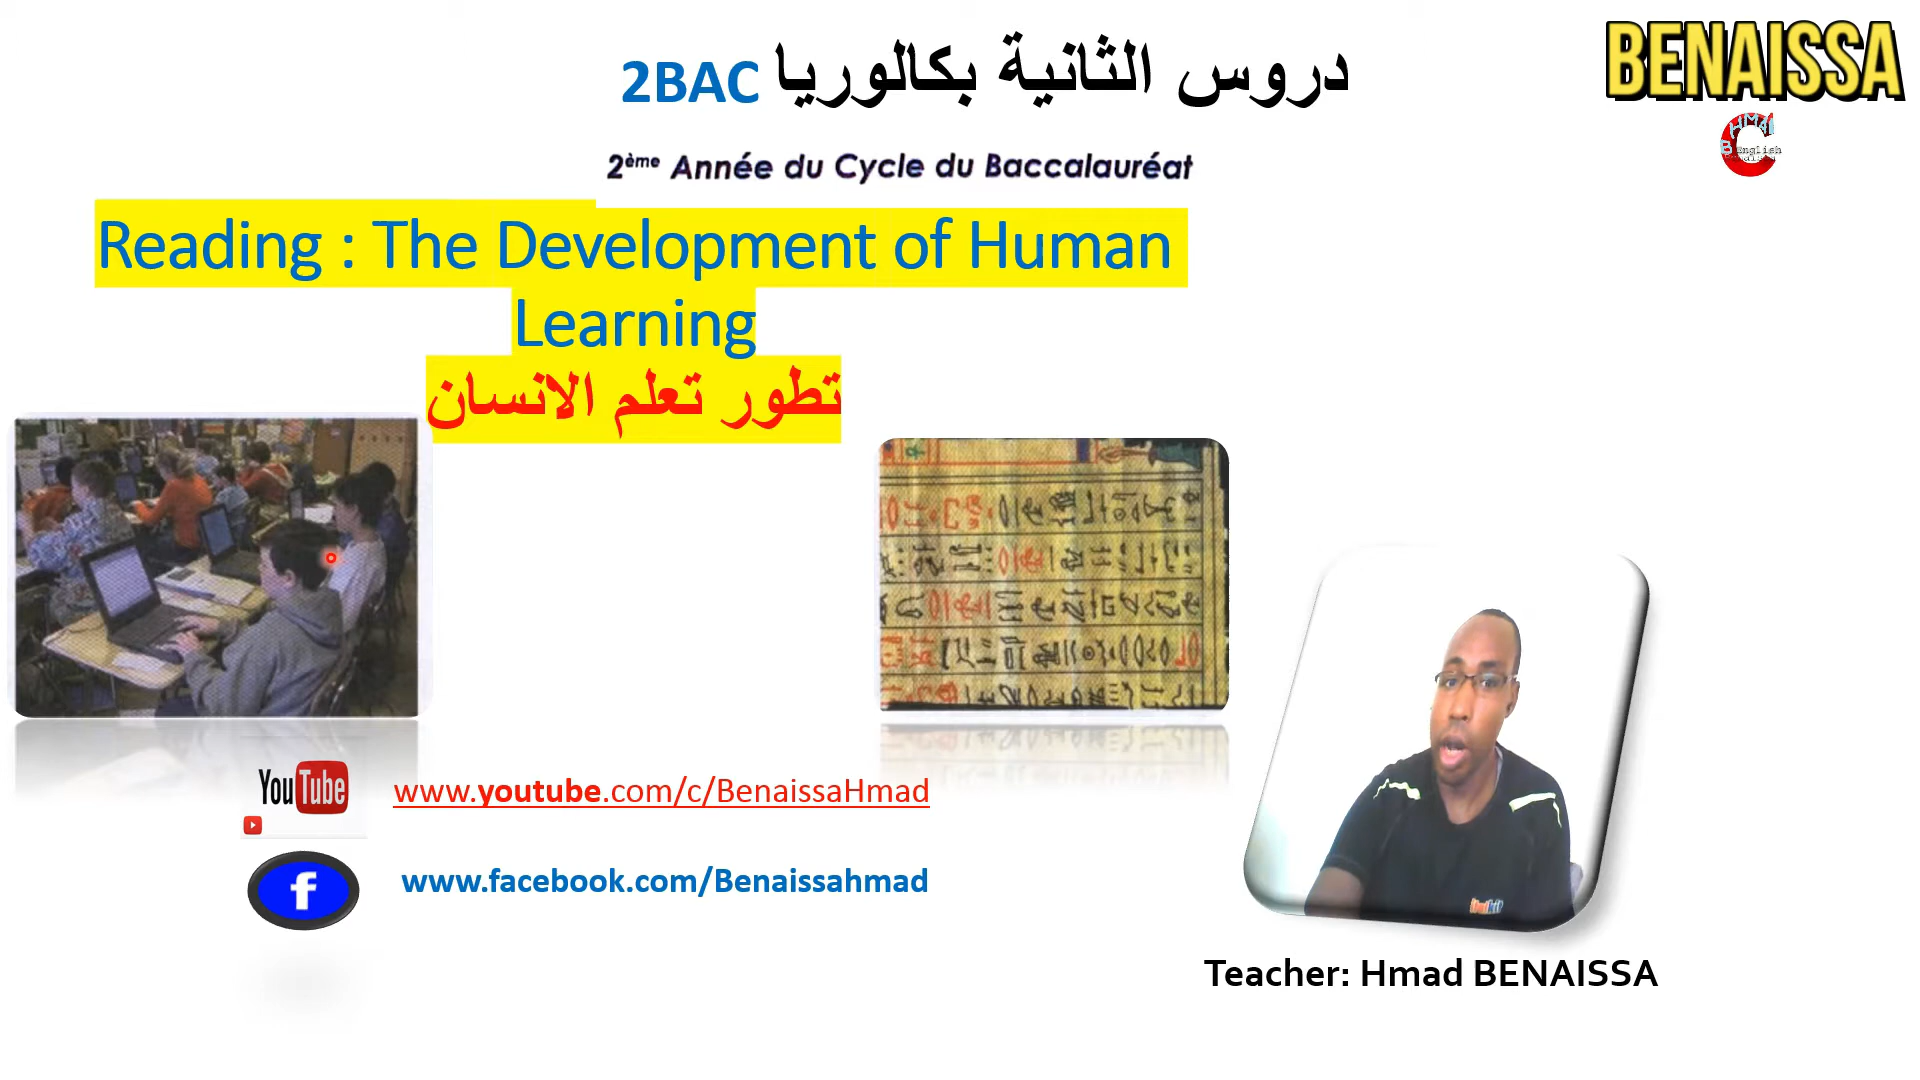 دروس الثانية بكالوريا 2BAC
BENAISSA
2ème Année du Cycle du Baccalauréat
Reading : The Development of Human
Learning
تطور تعلم الانسان
YouTube
www.youtube.com/c/BenaissaHmad
f
www.facebook.com/Benaissahmad
Teacher: Hmad BENAISSA